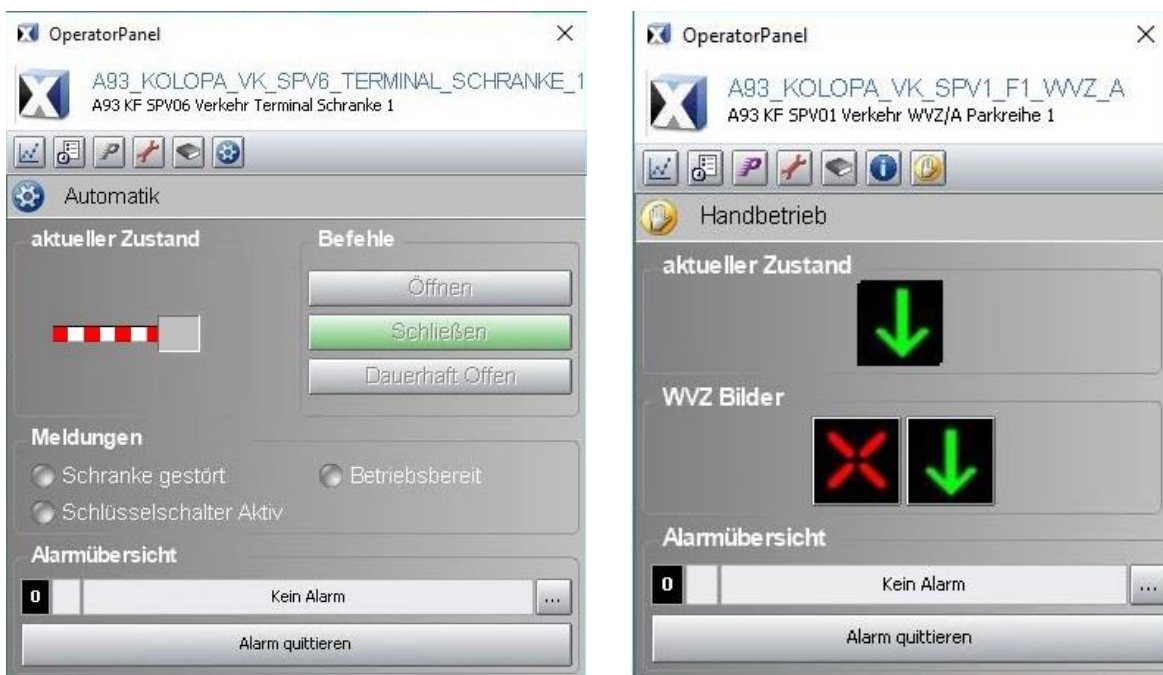 OperatorPanel
A93_KOLOPA_VK_SPV6_TERMINAL_SCHRANKE_1
A93 KF SPV06 Verkehr Terminal Schranke 1
Automatik
aktueller Zustand
Befehle
Öffnen
Schließen
Dauerhaft Offen
Meldungen
Schranke gestört
Betriebsbereit
Schlüsselschalter Aktiv
Alarmübersicht
0
Kein Alarm
...
Alarm quittieren
OperatorPanel
A93_KOLOPA_VK_SPV1_F1_WVZ_A
A93 KF SPV01 Verkehr WVZ/A Parkreihe 1
Handbetrieb
aktueller Zustand
WVZ Bilder
Alarmübersicht
0
Kein Alarm
...
Alarm quittieren